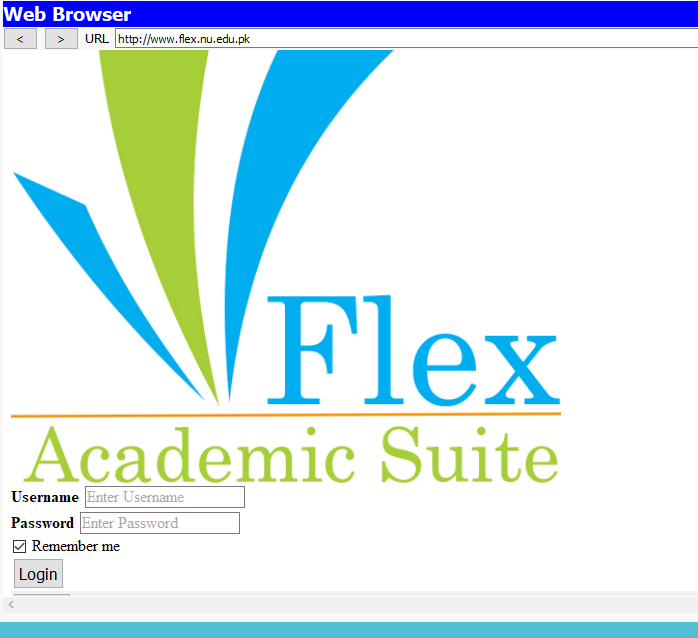 Web Browser
< > URL http://www.flex.nu.edu.pk
Flex
Academic Suite
Username Enter Username
Password Enter Password
Remember me
Login
<